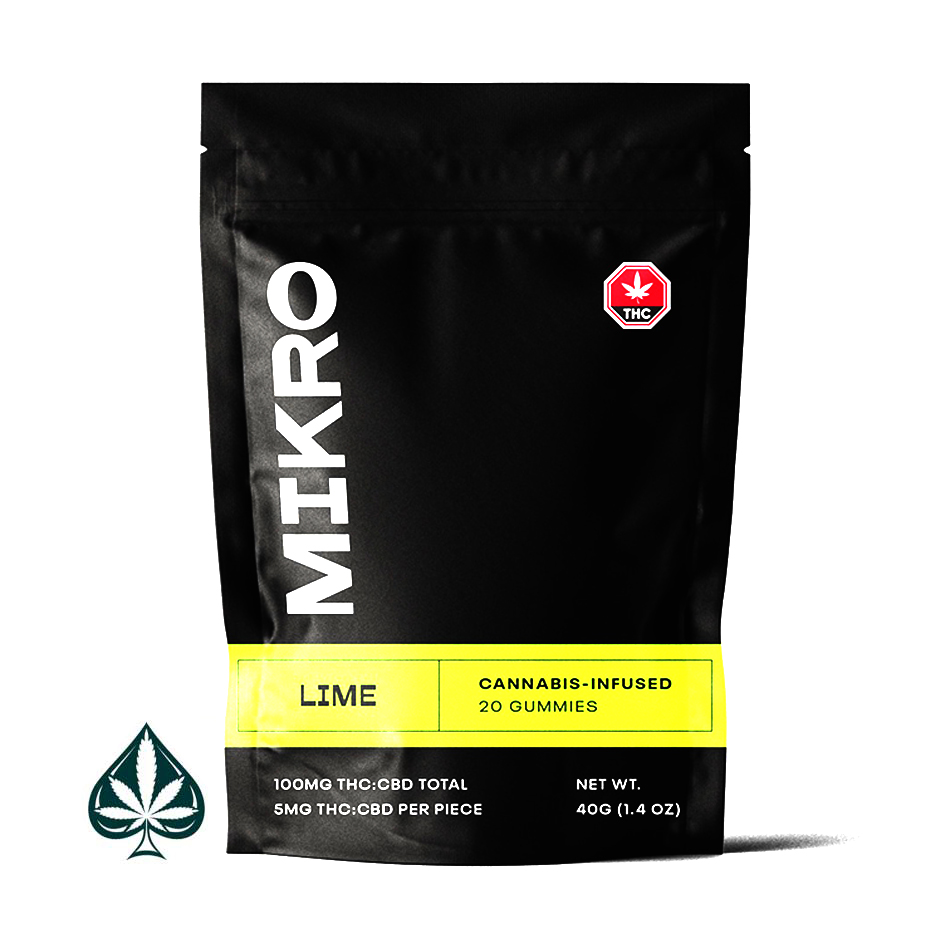 MIKRO
THC
LIME
CANNABIS-INFUSED
20 GUMMIES
100MG THC:CBD TOTAL
5MG THC:CBD PER PIECE
NET WT.
40G (1.4 OZ)